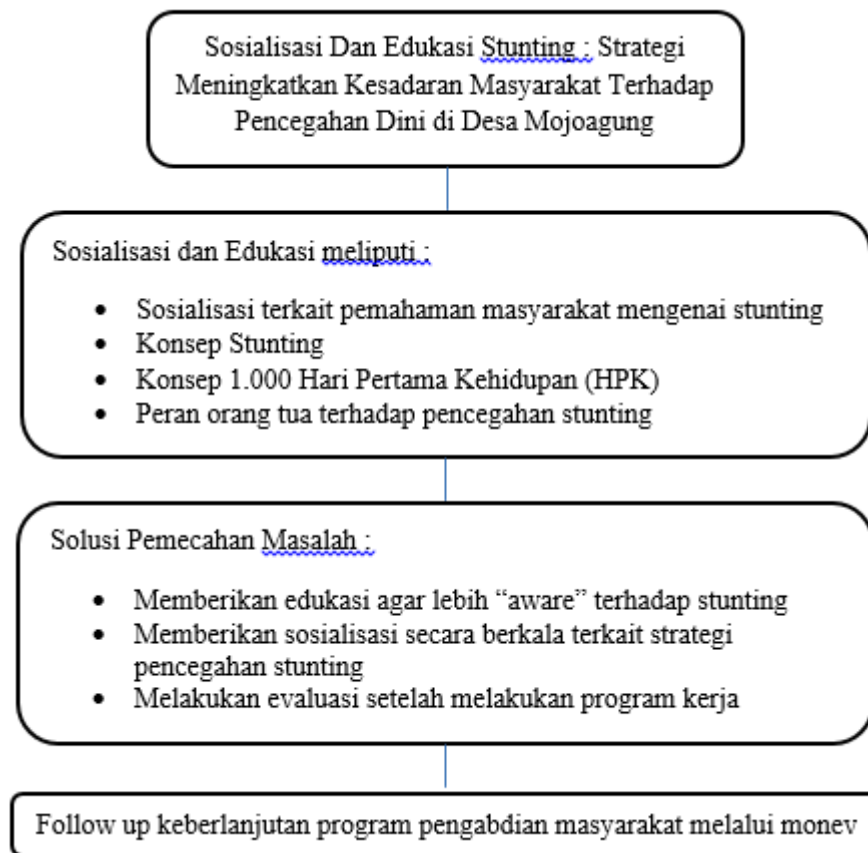 Sosialisasi Dan Edukasi Stunting : Strategi
Meningkatkan Kesadaran Masyarakat Terhadap
Pencegahan Dini di Desa Mojoagung
Sosialisasi dan Edukasi meliputi :
• Sosialisasi terkait pemahaman masyarakat mengenai stunting
• Konsep Stunting
• Konsep 1.000 Hari Pertama Kehidupan (HPK)
• Peran orang tua terhadap pencegahan stunting
Solusi Pemecahan Masalah :
• Memberikan edukasi agar lebih “aware” terhadap stunting
• Memberikan sosialisasi secara berkala terkait strategi
pencegahan stunting
• Melakukan evaluasi setelah melakukan program kerja
Follow up keberlanjutan program pengabdian masyarakat melalui monev